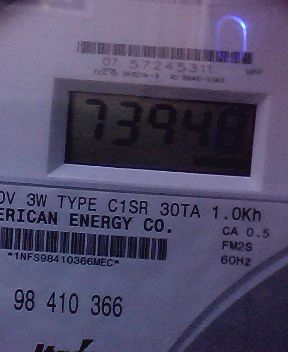 07 57245311
73948
0V 3W TYPE C1SR 30TA 1.0Kh
ERICAN ENERGY CO.
CA 0.5
FM2S
*1NFS98410366MEC*
60Hz
98 410 366